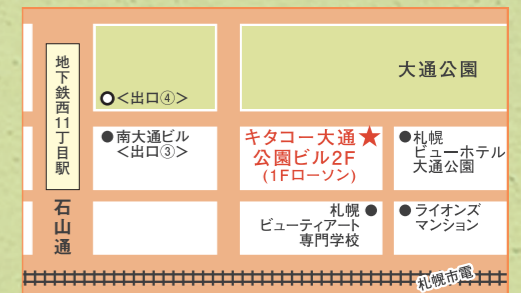 大通公園
地下鉄西11丁目駅
<出口④>
南大通ビル
<出口③>
キタコー大通
公園ビル2F
(1Fローソン)
札幌
ビューホテル
大通公園
石山通
札幌
ビューティアート
専門学校
ライオンズ
マンション
札幌市電